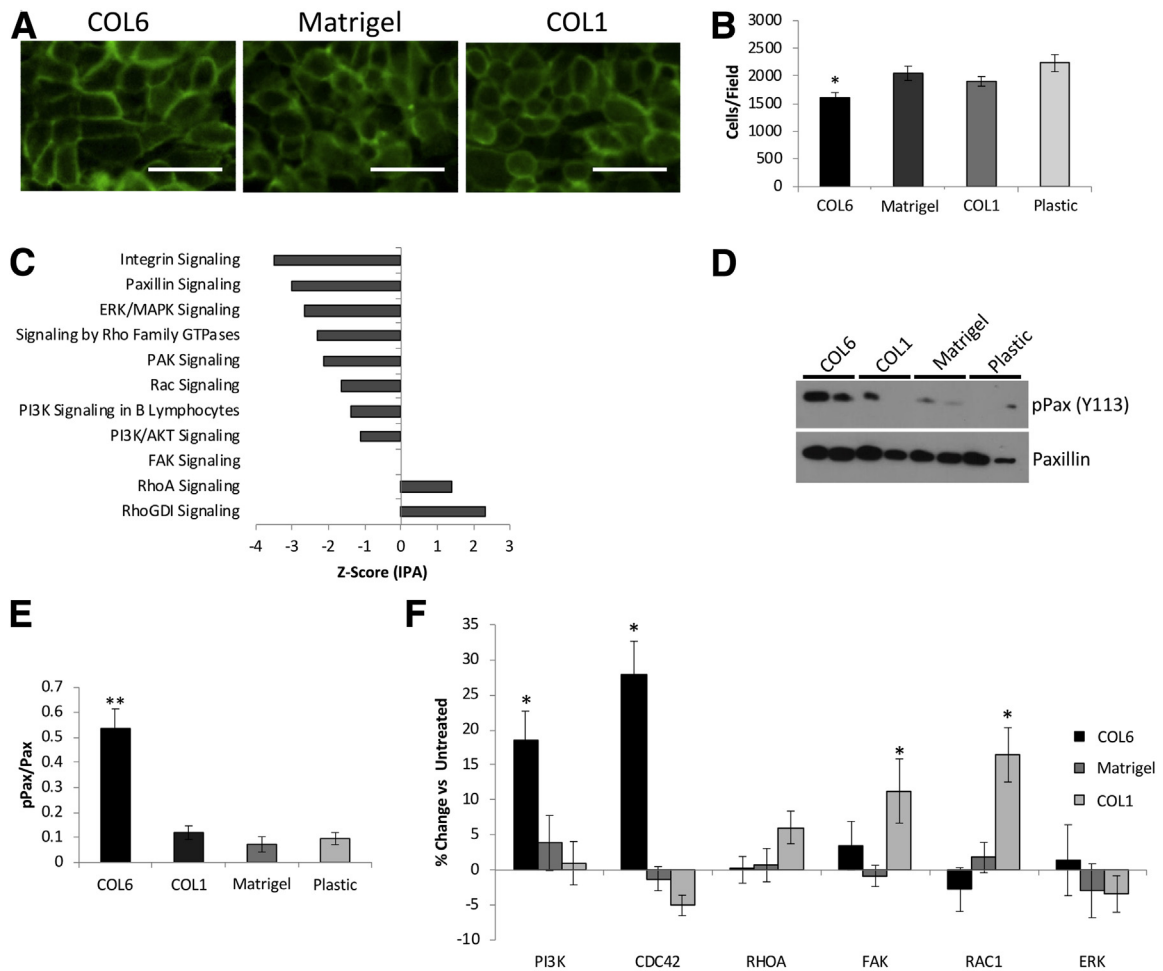 A
COL6
Matrigel
COL1
B
3000
2500
2000
1500
1000
500
0
Cells/Field
*
COL6
Matrigel
COL1
Plastic
C
Integrin Signaling
Paxillin Signaling
ERK/MAPK Signaling
Signaling by Rho Family GTPases
PAK Signaling
Rac Signaling
PI3K Signaling in B Lymphocytes
PI3K/AKT Signaling
FAK Signaling
RhoA Signaling
RhoGDI Signaling
-4 -3 -2 -1 0 1 2 3
Z-Score (IPA)
D
COL6
COL1
Matrigel
Plastic
pPax (Y113)
Paxillin
E
0.7
0.6
0.5
0.4
0.3
0.2
0.1
0
pPax/Pax
**
COL6
COL1
Matrigel
Plastic
F
35
30
25
20
15
10
5
0
-5
-10
% Change vs Untreated
*
*
*
*
PI3K
CDC42
RHOA
FAK
RAC1
ERK
COL6
Matrigel
COL1